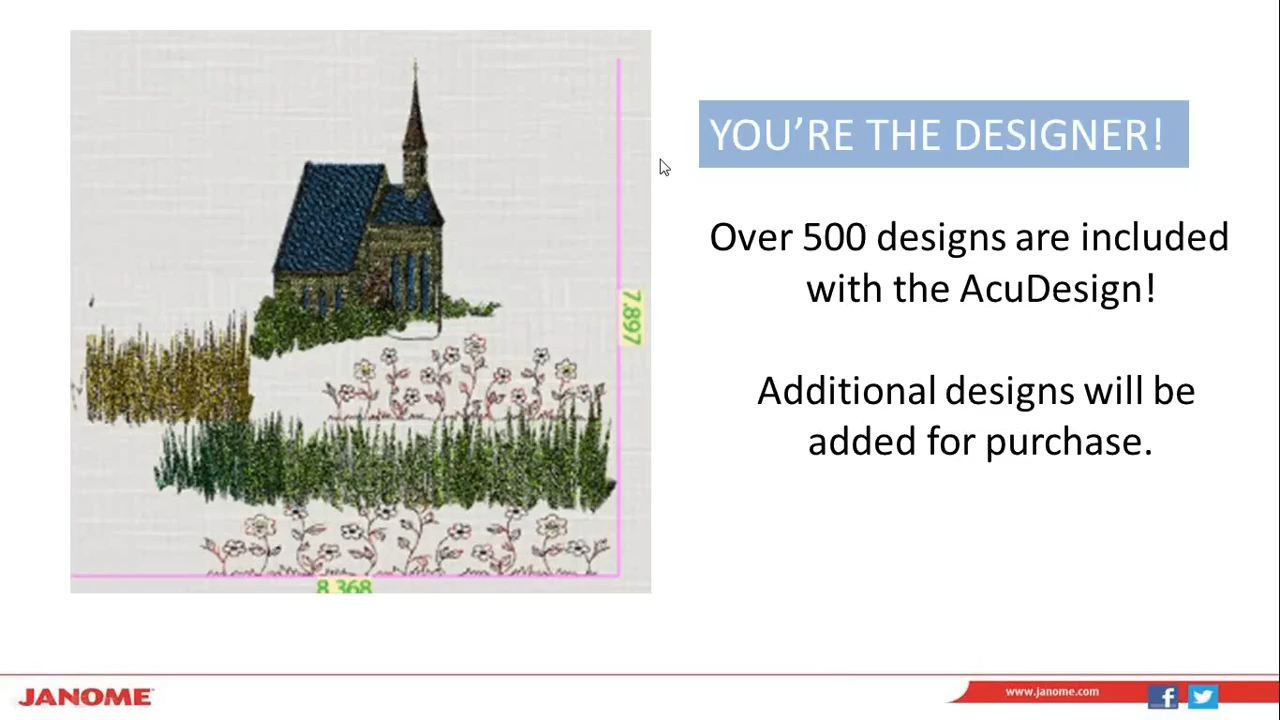 YOU’RE THE DESIGNER!
Over 500 designs are included
with the AcuDesign!
Additional designs will be
added for purchase.
7.897
8.368
JANOME
www.janome.com